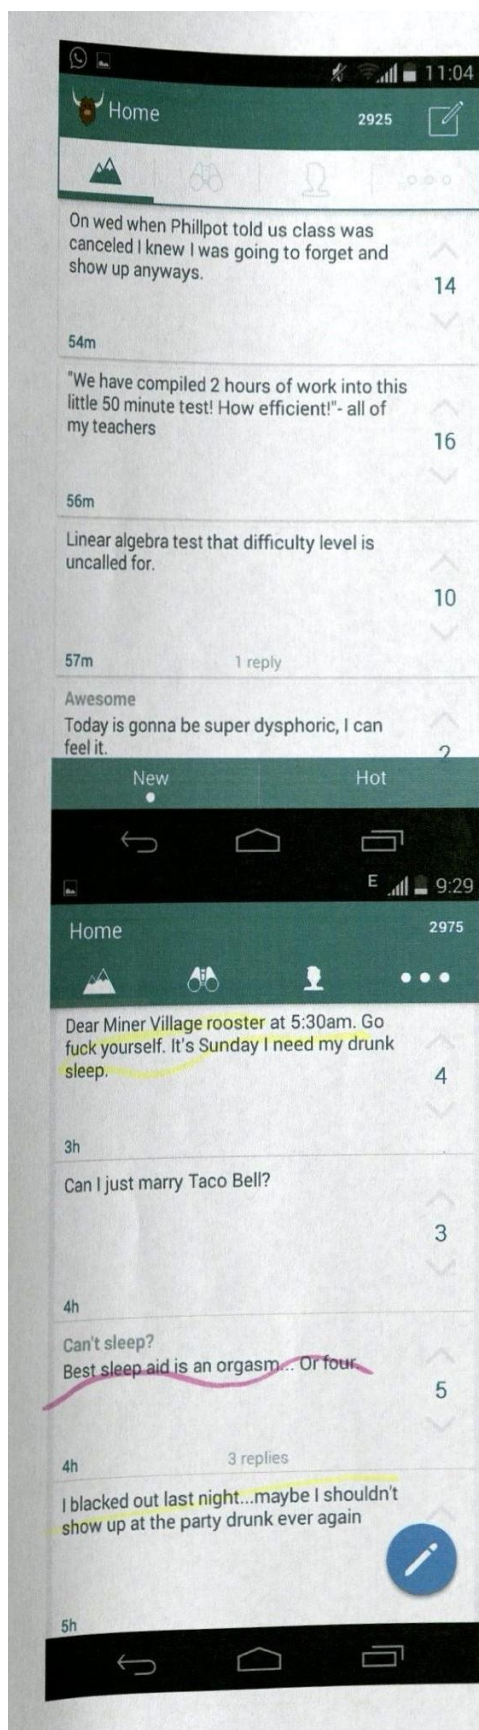 11:04
Home
2925
On wed when Phillpot told us class was
canceled I knew I was going to forget and
show up anyways.
14
54m
"We have compiled 2 hours of work into this
little 50 minute test! How efficient!"- all of
my teachers
16
56m
Linear algebra test that difficulty level is
uncalled for.
10
57m
1 reply
Awesome
Today is gonna be super dysphoric, I can
feel it.
2
New
Hot
E
9:29
Home
2975
Dear Miner Village rooster at 5:30am. Go
fuck yourself. It's Sunday I need my drunk
sleep.
4
3h
Can I just marry Taco Bell?
3
4h
Can't sleep?
Best sleep aid is an orgasm... Or four.
5
4h
3 replies
I blacked out last night...maybe I shouldn't
show up at the party drunk ever again
5h